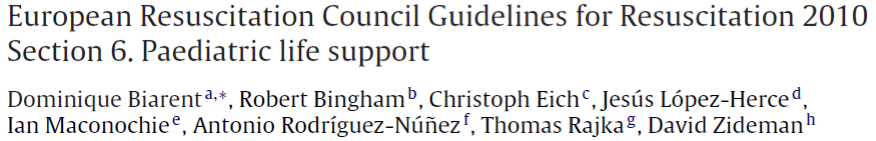 European Resuscitation Council Guidelines for Resuscitation 2010
Section 6. Paediatric life support
Dominique Biarent a,∗, Robert Bingham b, Christoph Eich c, Jesús López-Herce d,
Ian Maconochie e, Antonio Rodríguez-Núñez f, Thomas Rajka g, David Zideman h